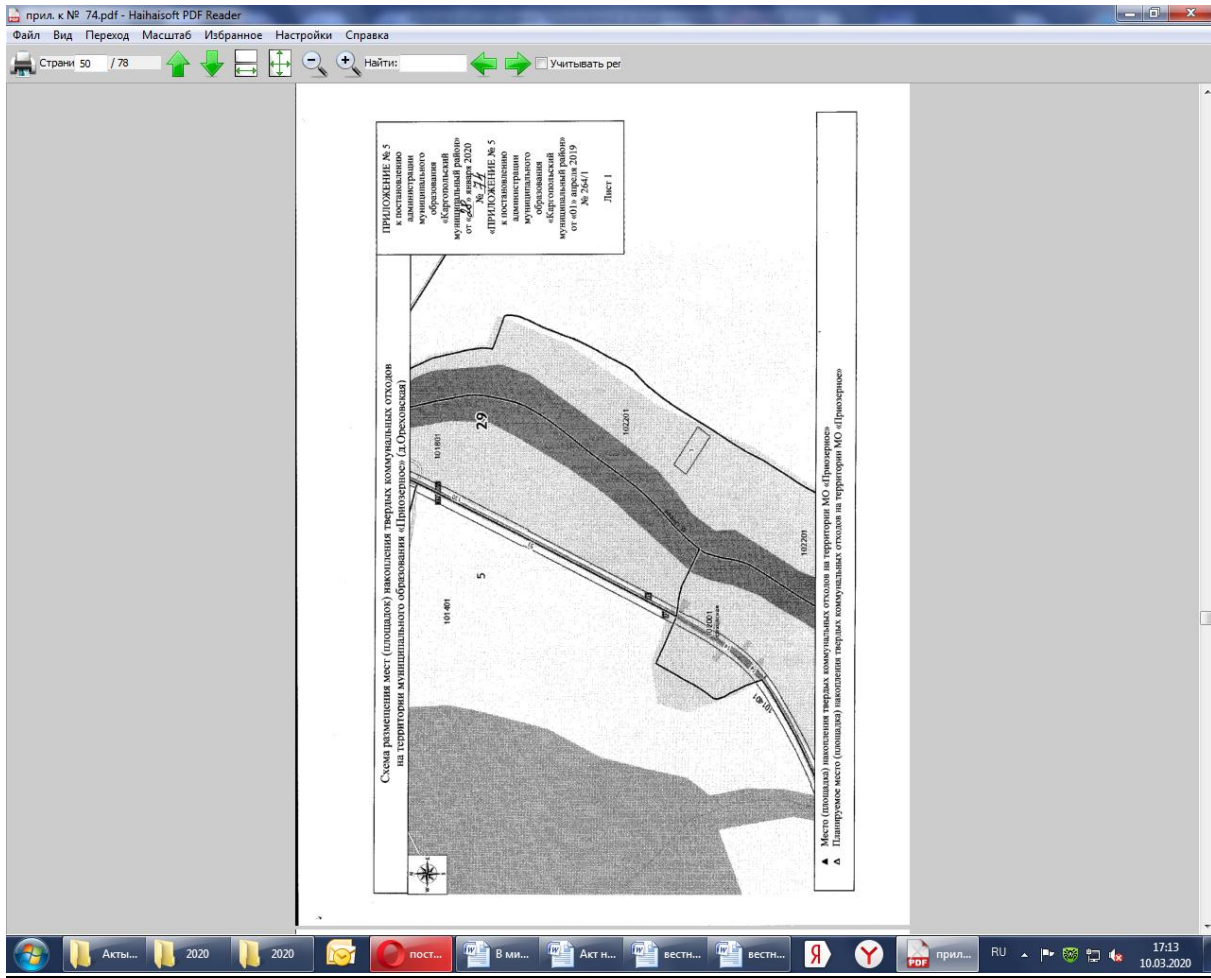 прил. к № 74.pdf - Haihaisoft PDF Reader
Файл Вид Переход Масштаб Избранное Настройки Справка
Страни 50 / 78 Найти: Учитывать рег
ПРИЛОЖЕНИЕ № 5
к постановлению
администрации
муниципального
образования
«Каргопольский
муниципальный район»
от «28» января 2020
№ 74
«ПРИЛОЖЕНИЕ № 5
к постановлению
администрации
муниципального
образования
«Каргопольский
муниципальный район»
от «01» апреля 2019
№ 264/1
Лист 1
Схема размещения мест (площадок) накопления твердых коммунальных отходов
на территории муниципального образования «Приозерное» (д.Ореховская)
101801
29
102201
5
101401
102001
102201
101401
▲ Место (площадка) накопления твердых коммунальных отходов на территории МО «Приозерное»
Δ Планируемое место (площадка) накопления твердых коммунальных отходов на территории МО «Приозерное»
Акты...
2020
2020
пост...
В ми...
Акт н...
вестн...
вестн...
прил...
RU
17:13
10.03.2020